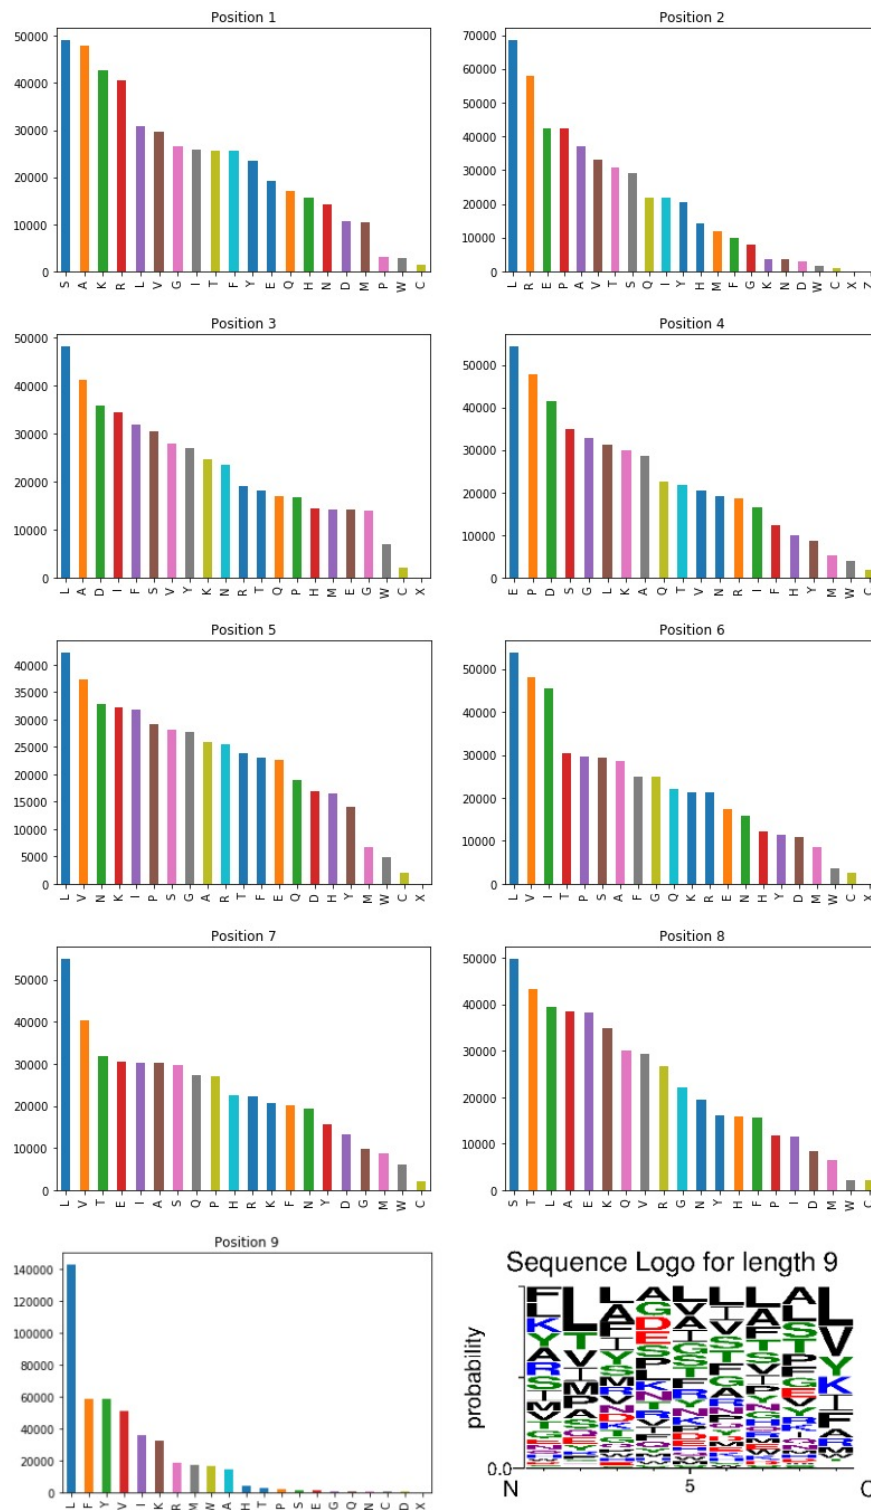 Position 1
50000
40000
30000
20000
10000
0
S A K R L V G I T F Y E Q H N D M P W C
Position 2
70000
60000
50000
40000
30000
20000
10000
0
L R E P A V T S Q I Y H M F G K N D W C X Z
Position 3
50000
40000
30000
20000
10000
0
L A D I F S V Y K N R T Q P H M E G W C X
Position 4
50000
40000
30000
20000
10000
0
E P D S G L K A Q T V N R I F H Y M W C
Position 5
40000
35000
30000
25000
20000
15000
10000
5000
0
L V N K I P S G A R T F E Q D H Y M W C X
Position 6
50000
40000
30000
20000
10000
0
L V I T P S A F G Q K R E N H Y D M W C X
Position 7
50000
40000
30000
20000
10000
0
L V T E I A S Q P H R K F N Y D G M W C
Position 8
50000
40000
30000
20000
10000
0
S T L A E K Q V R G N Y H F P I D M W C
Position 9
140000
120000
100000
80000
60000
40000
20000
0
L F Y V I K R M W A H T P S E G Q N C D X
Sequence Logo for length 9
probability
0.0
N 5 C